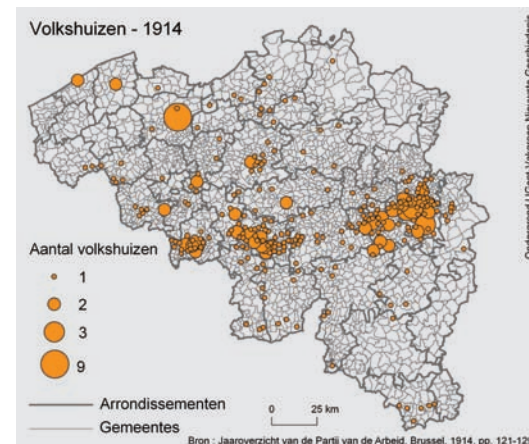 Volkshuizen - 1914
Aantal volkshuizen
1
2
3
9
Arrondissementen
Gemeentes
0 25 km
Bron : Jaaroverzicht van de Partij van de Arbeid, Brussel, 1914, pp. 121-12